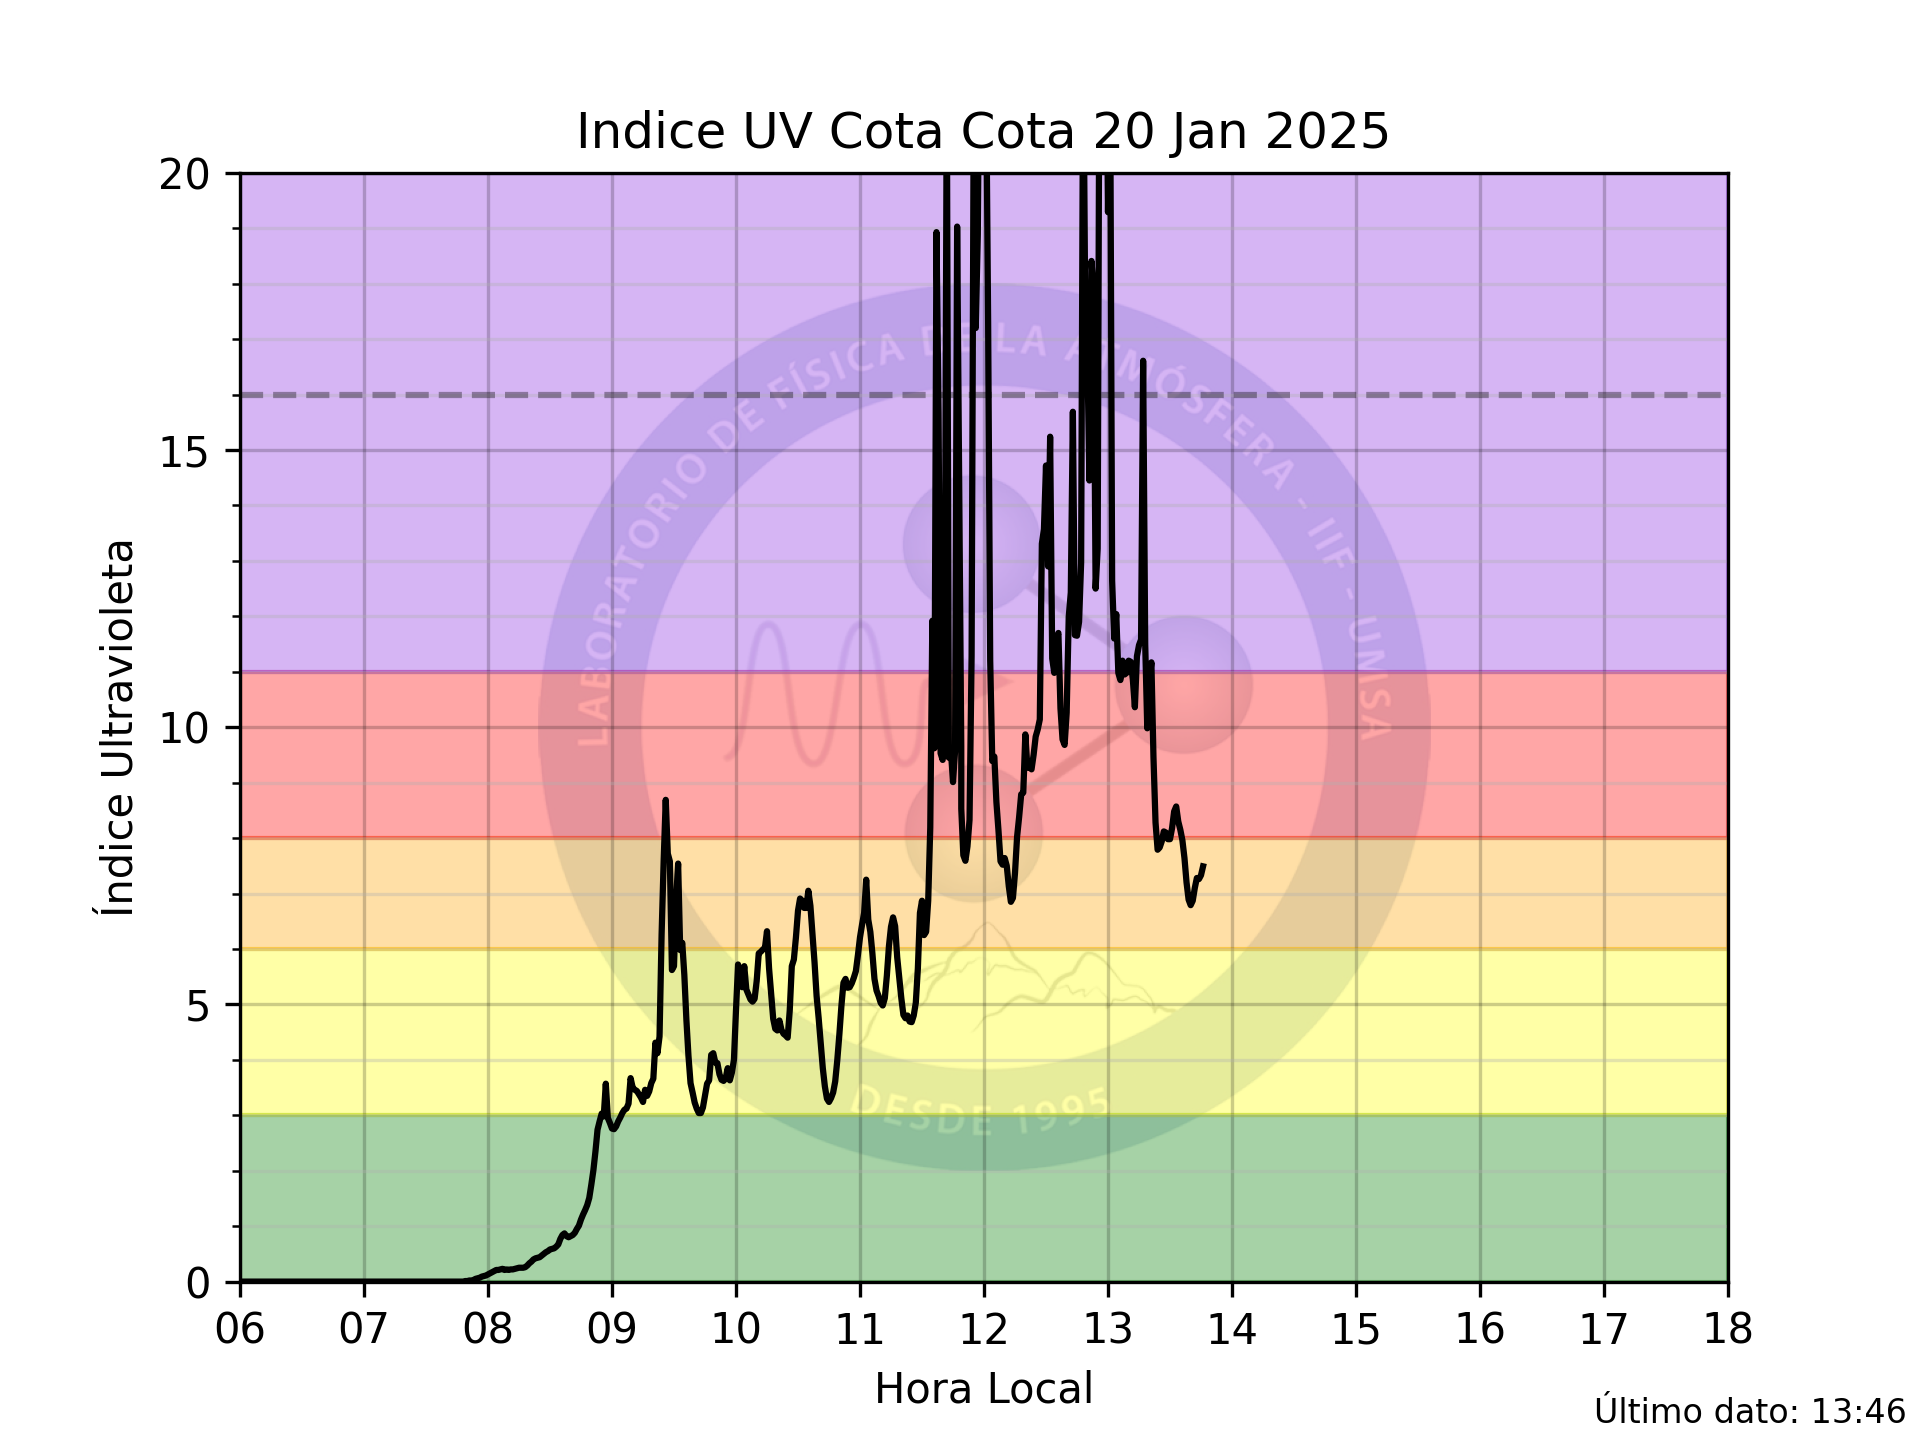 Indice UV Cota Cota 20 Jan 2025
20
15
10
5
0
Índice Ultravioleta
LABORATORIO DE FÍSICA DE LA ATMÓSFERA - IIF - UMSA
DESDE 1995
06 07 08 09 10 11 12 13 14 15 16 17 18
Hora Local
Último dato: 13:46